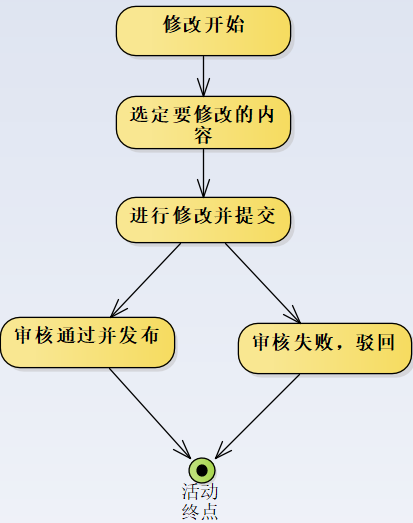 修改开始
选定要修改的内
容
进行修改并提交
审核通过并发布
审核失败，驳回
活动
终点